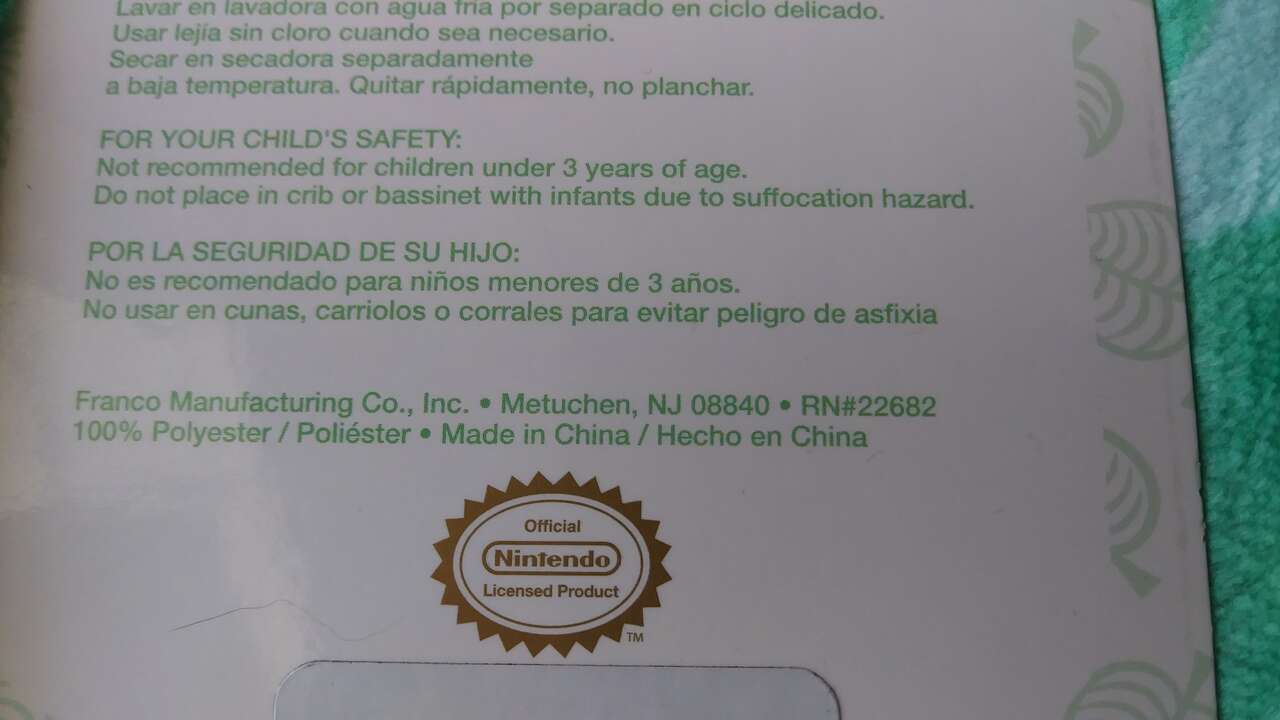 Lavar en lavadora con agua fría por separado en ciclo delicado.
Usar lejía sin cloro cuando sea necesario.
Secar en secadora separadamente
a baja temperatura. Quitar rápidamente, no planchar.
FOR YOUR CHILD'S SAFETY:
Not recommended for children under 3 years of age.
Do not place in crib or bassinet with infants due to suffocation hazard.
POR LA SEGURIDAD DE SU HIJO:
No es recomendado para niños menores de 3 años.
No usar en cunas, carriolos o corrales para evitar peligro de asfixia
Franco Manufacturing Co., Inc. • Metuchen, NJ 08840 • RN#22682
100% Polyester / Poliéster • Made in China / Hecho en China
Official
Nintendo
Licensed Product
TM